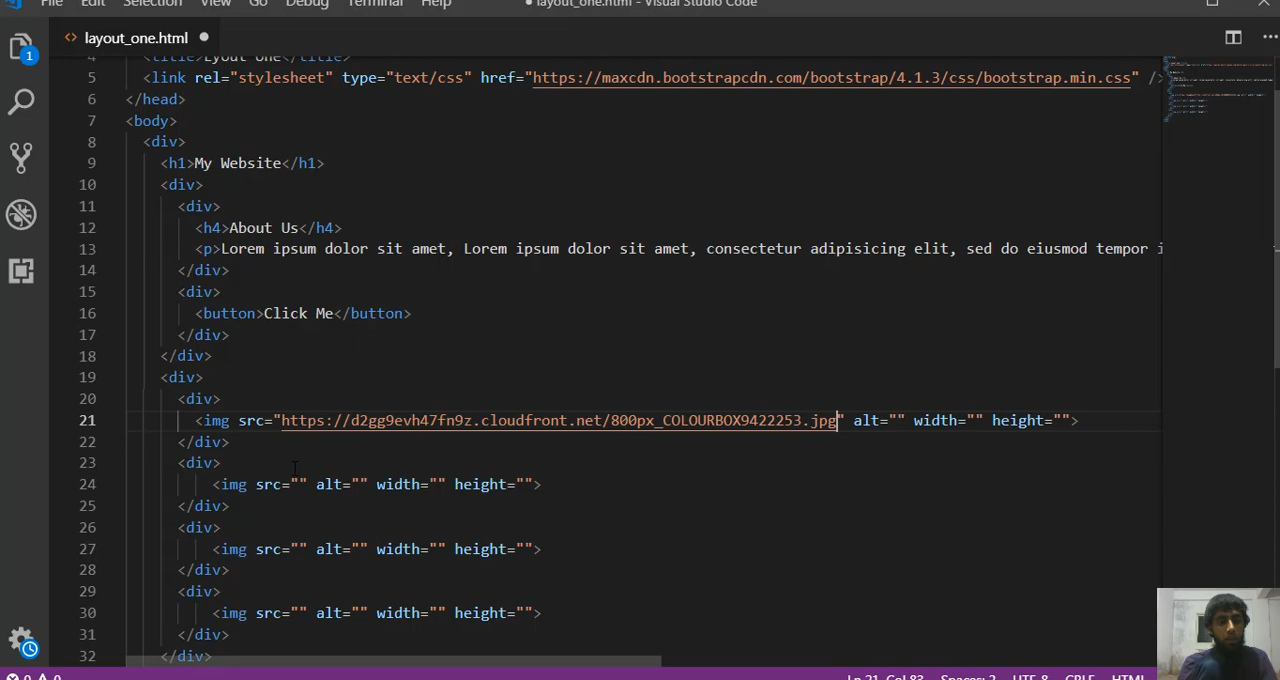 File Edit Selection View Go Debug Terminal Help ● layout_one.html - Visual Studio Code
<> layout_one.html ●
1
4 <title>Lyout One</title>
5 <link rel="stylesheet" type="text/css" href="https://maxcdn.bootstrapcdn.com/bootstrap/4.1.3/css/bootstrap.min.css" />
6 </head>
7 <body>
8 <div>
9 <h1>My Website</h1>
10 <div>
11 <div>
12 <h4>About Us</h4>
13 <p>Lorem ipsum dolor sit amet, Lorem ipsum dolor sit amet, consectetur adipisicing elit, sed do eiusmod tempor i
14 </div>
15 <div>
16 <button>Click Me</button>
17 </div>
18 </div>
19 <div>
20 <div>
21 <img src="https://d2gg9evh47fn9z.cloudfront.net/800px_COLOURBOX9422253.jpg" alt="" width="" height="">
22 </div>
23 <div>
24 <img src="" alt="" width="" height="">
25 </div>
26 <div>
27 <img src="" alt="" width="" height="">
28 </div>
29 <div>
30 <img src="" alt="" width="" height="">
31 </div>
32 </div>
0 0 Ln 21, Col 83 Spaces: 2 UTF-8 CRLF HTML